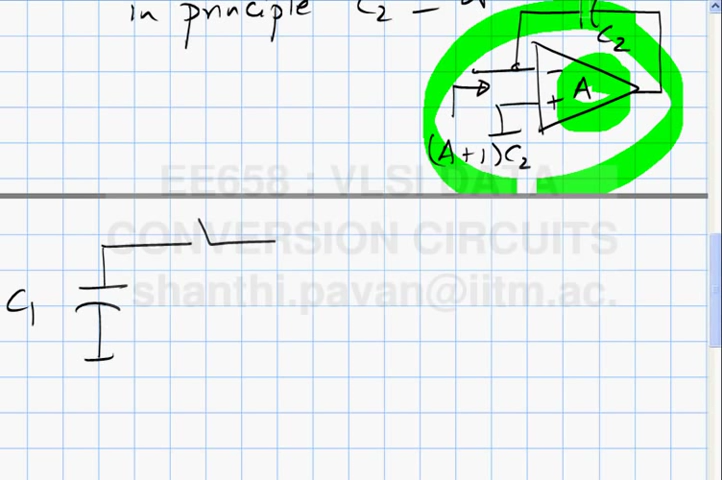 in principle C2 =
C2
A
-
+
(A+1)C2
EE658 : VLSI DATA
CONVERSION CIRCUITS
shanthi.pavan@iitm.ac.
C1